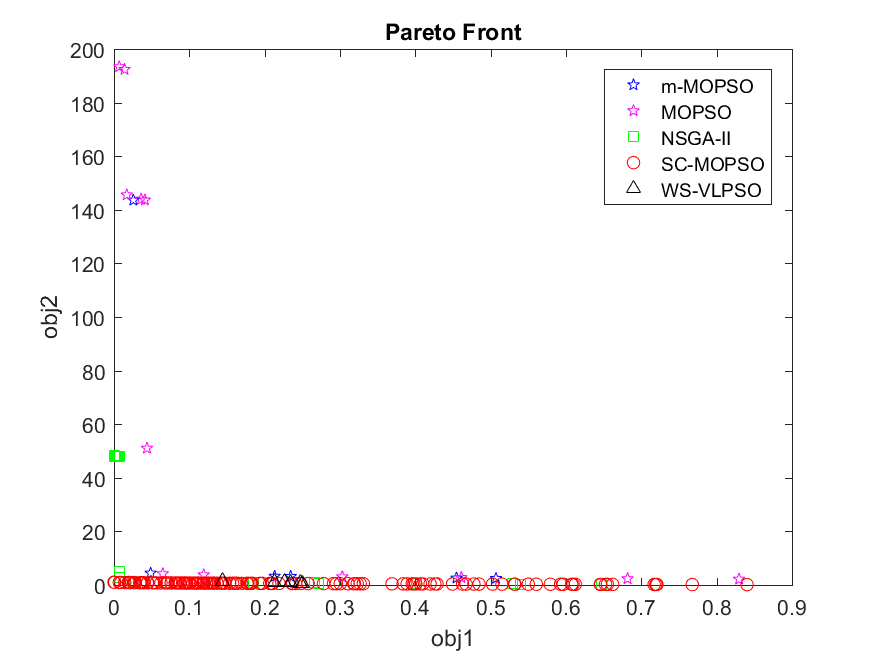 Pareto Front
200
180
160
140
120
100
80
60
40
20
0
obj2
m-MOPSO
MOPSO
NSGA-II
SC-MOPSO
WS-VLPSO
0 0.1 0.2 0.3 0.4 0.5 0.6 0.7 0.8 0.9
obj1